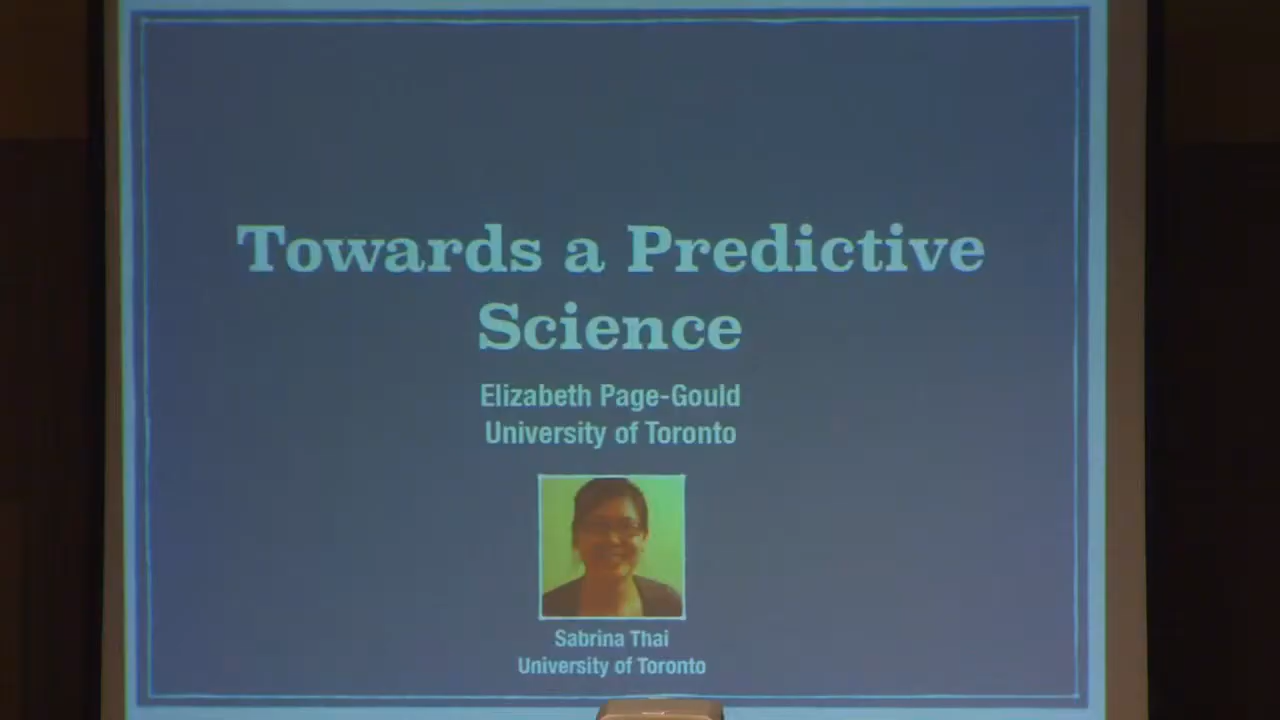 Towards a Predictive
Science
Elizabeth Page-Gould
University of Toronto
Sabrina Thai
University of Toronto